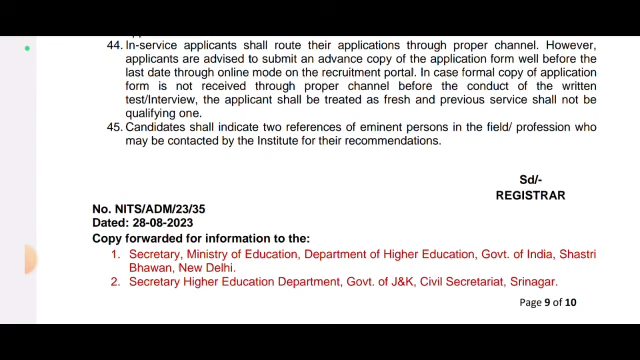 44. In-service applicants shall route their applications through proper channel. However,
applicants are advised to submit an advance copy of the application form well before the
last date through online mode on the recruitment portal. In case formal copy of application
form is not received through proper channel before the conduct of the written
test/Interview, the applicant shall be treated as fresh and previous service shall not be
qualifying one.
45. Candidates shall indicate two references of eminent persons in the field/ profession who
may be contacted by the Institute for their recommendations.
Sd/-
REGISTRAR
No. NITS/ADM/23/35
Dated: 28-08-2023
Copy forwarded for information to the:
1. Secretary, Ministry of Education, Department of Higher Education, Govt. of India, Shastri
Bhawan, New Delhi.
2. Secretary Higher Education Department, Govt. of J&K, Civil Secretariat, Srinagar.
Page 9 of 10